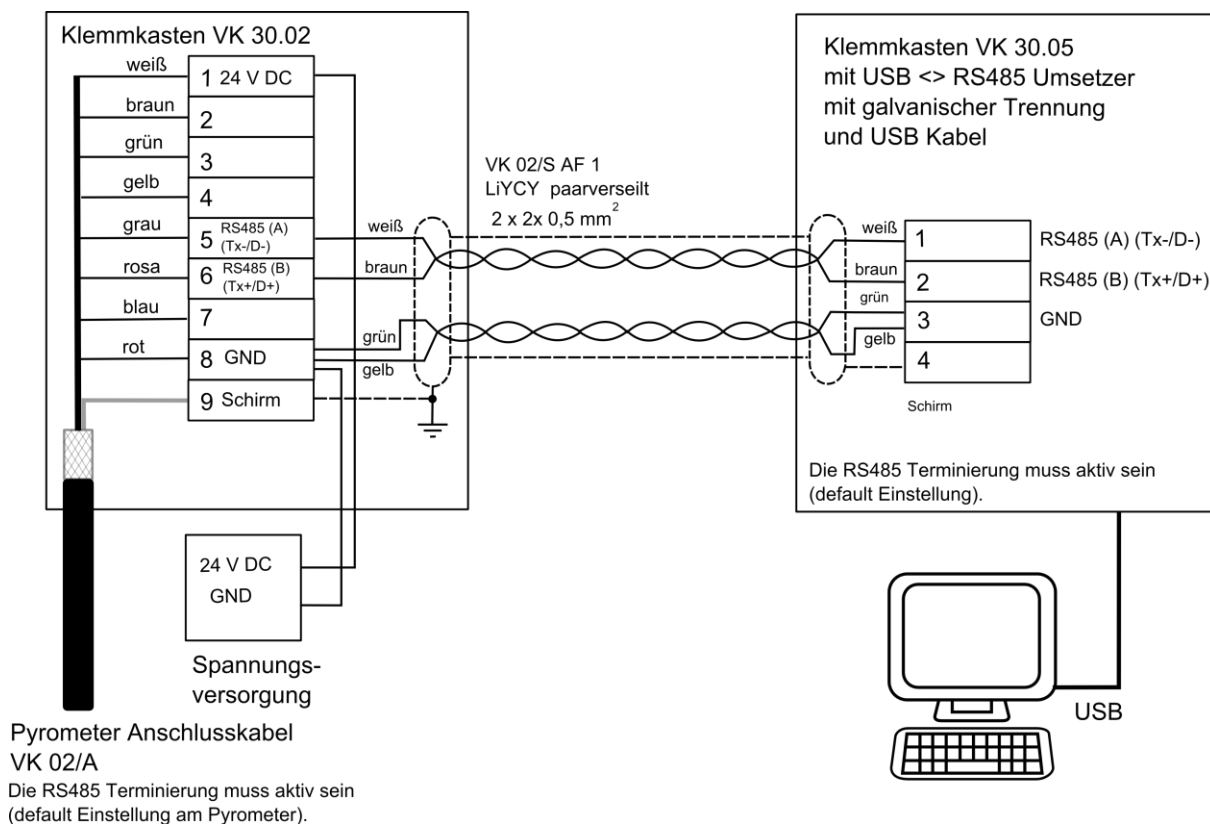 Klemmkasten VK 30.02
weiß
1 24 V DC
braun
2
grün
3
gelb
4
grau
5 RS485 (A)
(Tx-/D-)
rosa
6 RS485 (B)
(Tx+/D+)
blau
7
rot
8 GND
9 Schirm
weiß
braun
grün
gelb
VK 02/S AF 1
LiYCY paarverseilt
2 x 2x 0,5 mm²
Klemmkasten VK 30.05
mit USB <> RS485 Umsetzer
mit galvanischer Trennung
und USB Kabel
weiß
1
RS485 (A) (Tx-/D-)
braun
2
RS485 (B) (Tx+/D+)
grün
3
GND
gelb
4
Schirm
Die RS485 Terminierung muss aktiv sein
(default Einstellung).
24 V DC
GND
Spannungs-
versorgung
USB
Pyrometer Anschlusskabel
VK 02/A
Die RS485 Terminierung muss aktiv sein
(default Einstellung am Pyrometer).